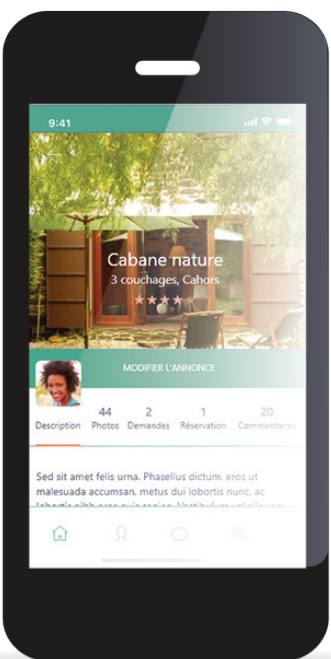 9:41
Cabane nature
3 couchages, Cahors
MODIFIER L'ANNONCE
44 2 1 20
Description Photos Demandes Réservation Commentaires
Sed sit amet felis urna. Phasellus dictum, eros ut
malesuada accumsan, metus dui lobortis nunc, ac